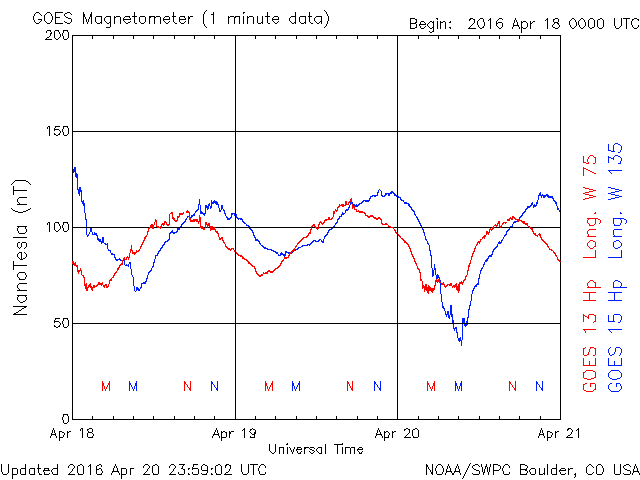 GOES Magnetometer (1 minute data)
Begin: 2016 Apr 18 0000 UTC
200
150
100
50
0
NanoTesla (nT)
M M N N M M N N M M N N
Apr 18 Apr 19 Apr 20 Apr 21
Universal Time
GOES 13 Hp Long. W 75
GOES 15 Hp Long. W 135
Updated 2016 Apr 20 23:59:02 UTC
NOAA/SWPC Boulder, CO USA